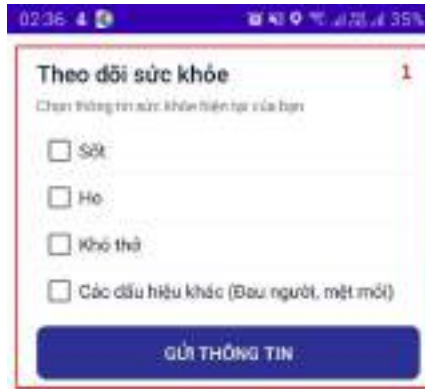 02:36 4 35%
Theo dõi sức khỏe 1
Chọn thông tin sức khỏe hiện tại của bạn
Sốt
Ho
Khó thở
Các dấu hiệu khác (Đau người, mệt mỏi)
GỬI THÔNG TIN